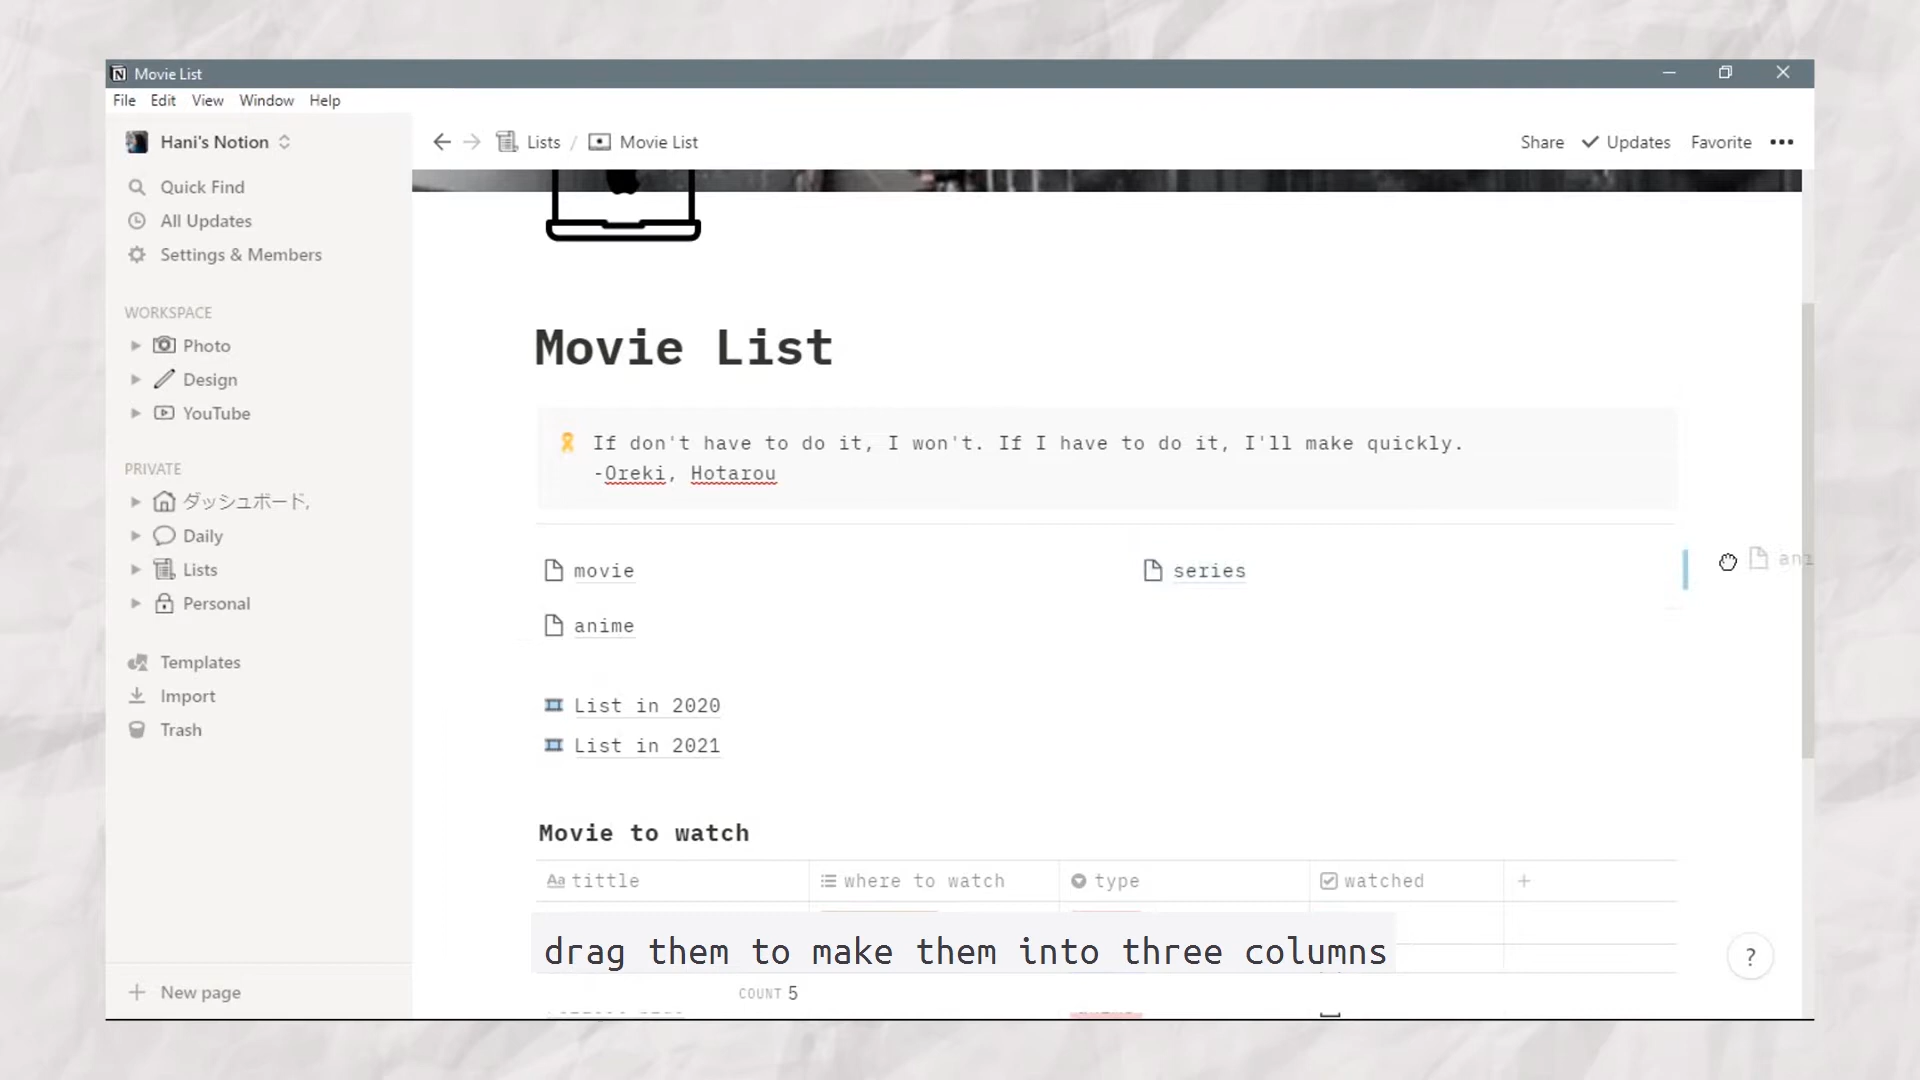 Movie List
File Edit View Window Help
Hani's Notion
Lists / Movie List
Share Updates Favorite •••
Quick Find
All Updates
Settings & Members
WORKSPACE
Photo
Design
YouTube
PRIVATE
ダッシュボード,
Daily
Lists
Personal
Templates
Import
Trash
New page
Movie List
If don't have to do it, I won't. If I have to do it, I'll make quickly.
-Oreki, Hotarou
movie
series
ani
anime
List in 2020
List in 2021
Movie to watch
Aa tittle where to watch type watched +
drag them to make them into three columns
COUNT 5
?